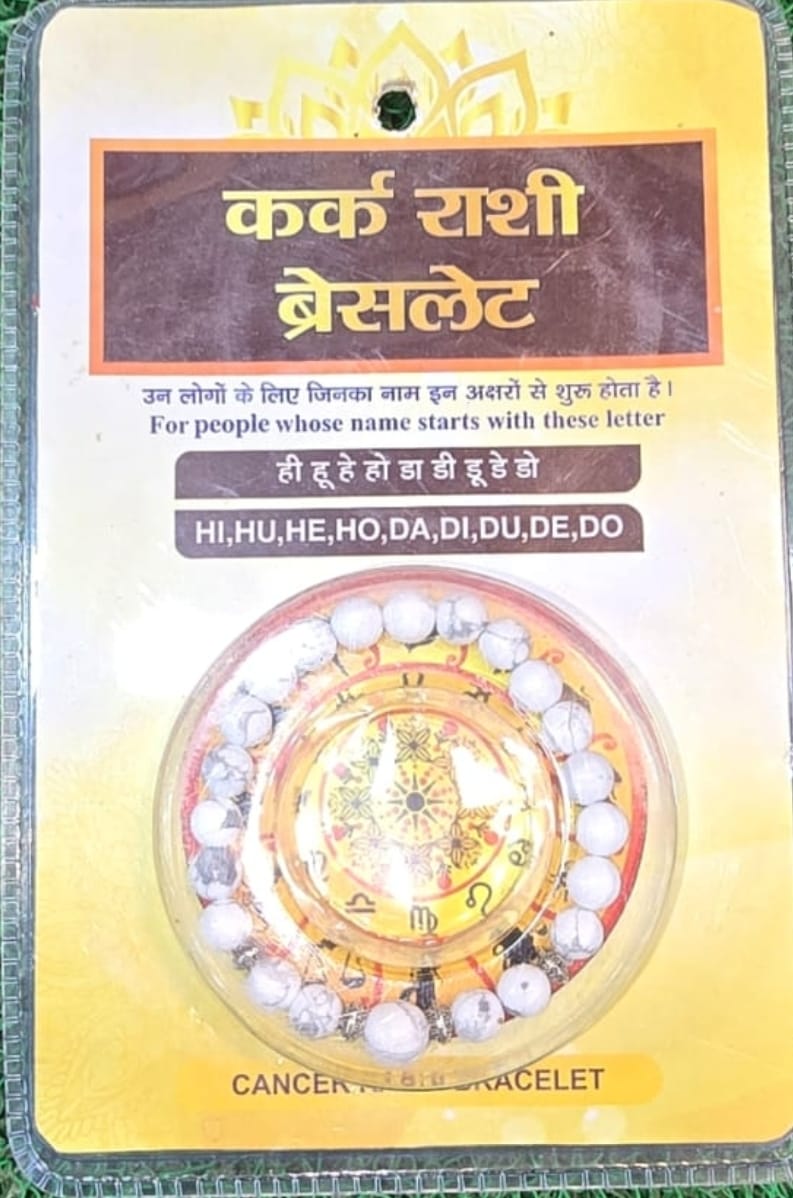 कर्क राशी
ब्रेसलेट
उन लोगों के लिए जिनका नाम इन अक्षरों से शुरू होता है।
For people whose name starts with these letter
ही हू हे हो डा डी डू डे डो
HI,HU,HE,HO,DA,DI,DU,DE,DO
CANCER BRACELET